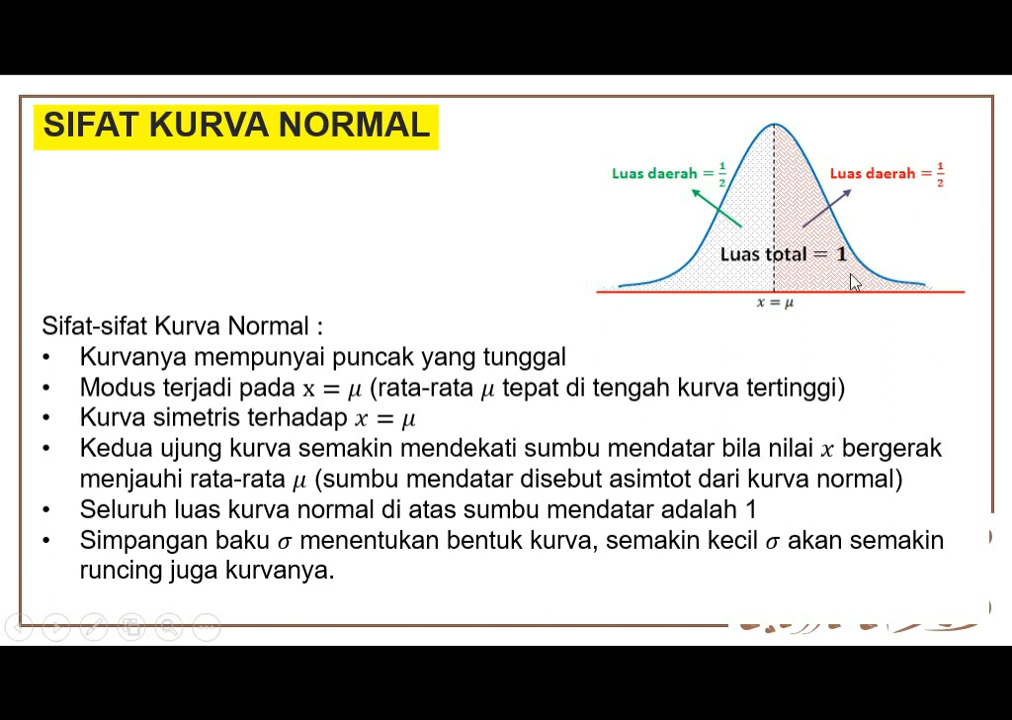 SIFAT KURVA NORMAL
Luas daerah = 1/2
Luas daerah = 1/2
Luas total = 1
x = μ
Sifat-sifat Kurva Normal :
• Kurvanya mempunyai puncak yang tunggal
• Modus terjadi pada x = μ (rata-rata μ tepat di tengah kurva tertinggi)
• Kurva simetris terhadap x = μ
• Kedua ujung kurva semakin mendekati sumbu mendatar bila nilai x bergerak
menjauhi rata-rata μ (sumbu mendatar disebut asimtot dari kurva normal)
• Seluruh luas kurva normal di atas sumbu mendatar adalah 1
• Simpangan baku σ menentukan bentuk kurva, semakin kecil σ akan semakin
runcing juga kurvanya.